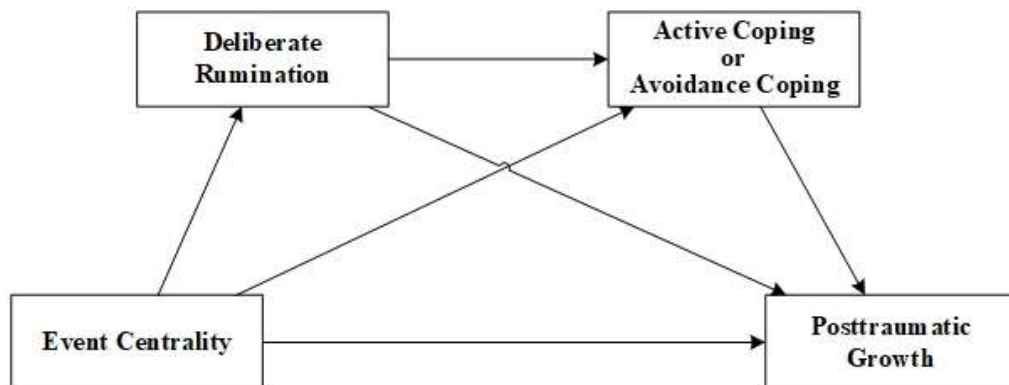 Deliberate
Rumination
Active Coping
or
Avoidance Coping
Event Centrality
Posttraumatic
Growth